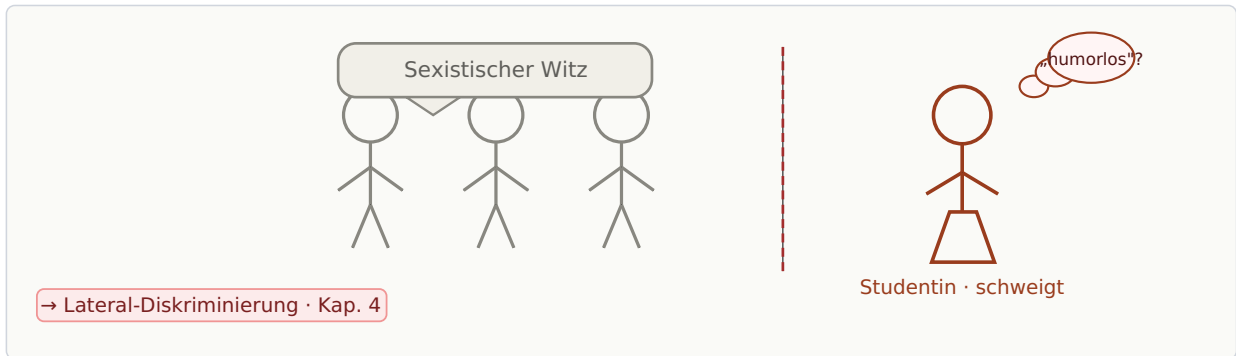 Sexistischer Witz
„humorlos"?
Studentin · schweigt
→ Lateral-Diskriminierung · Kap. 4